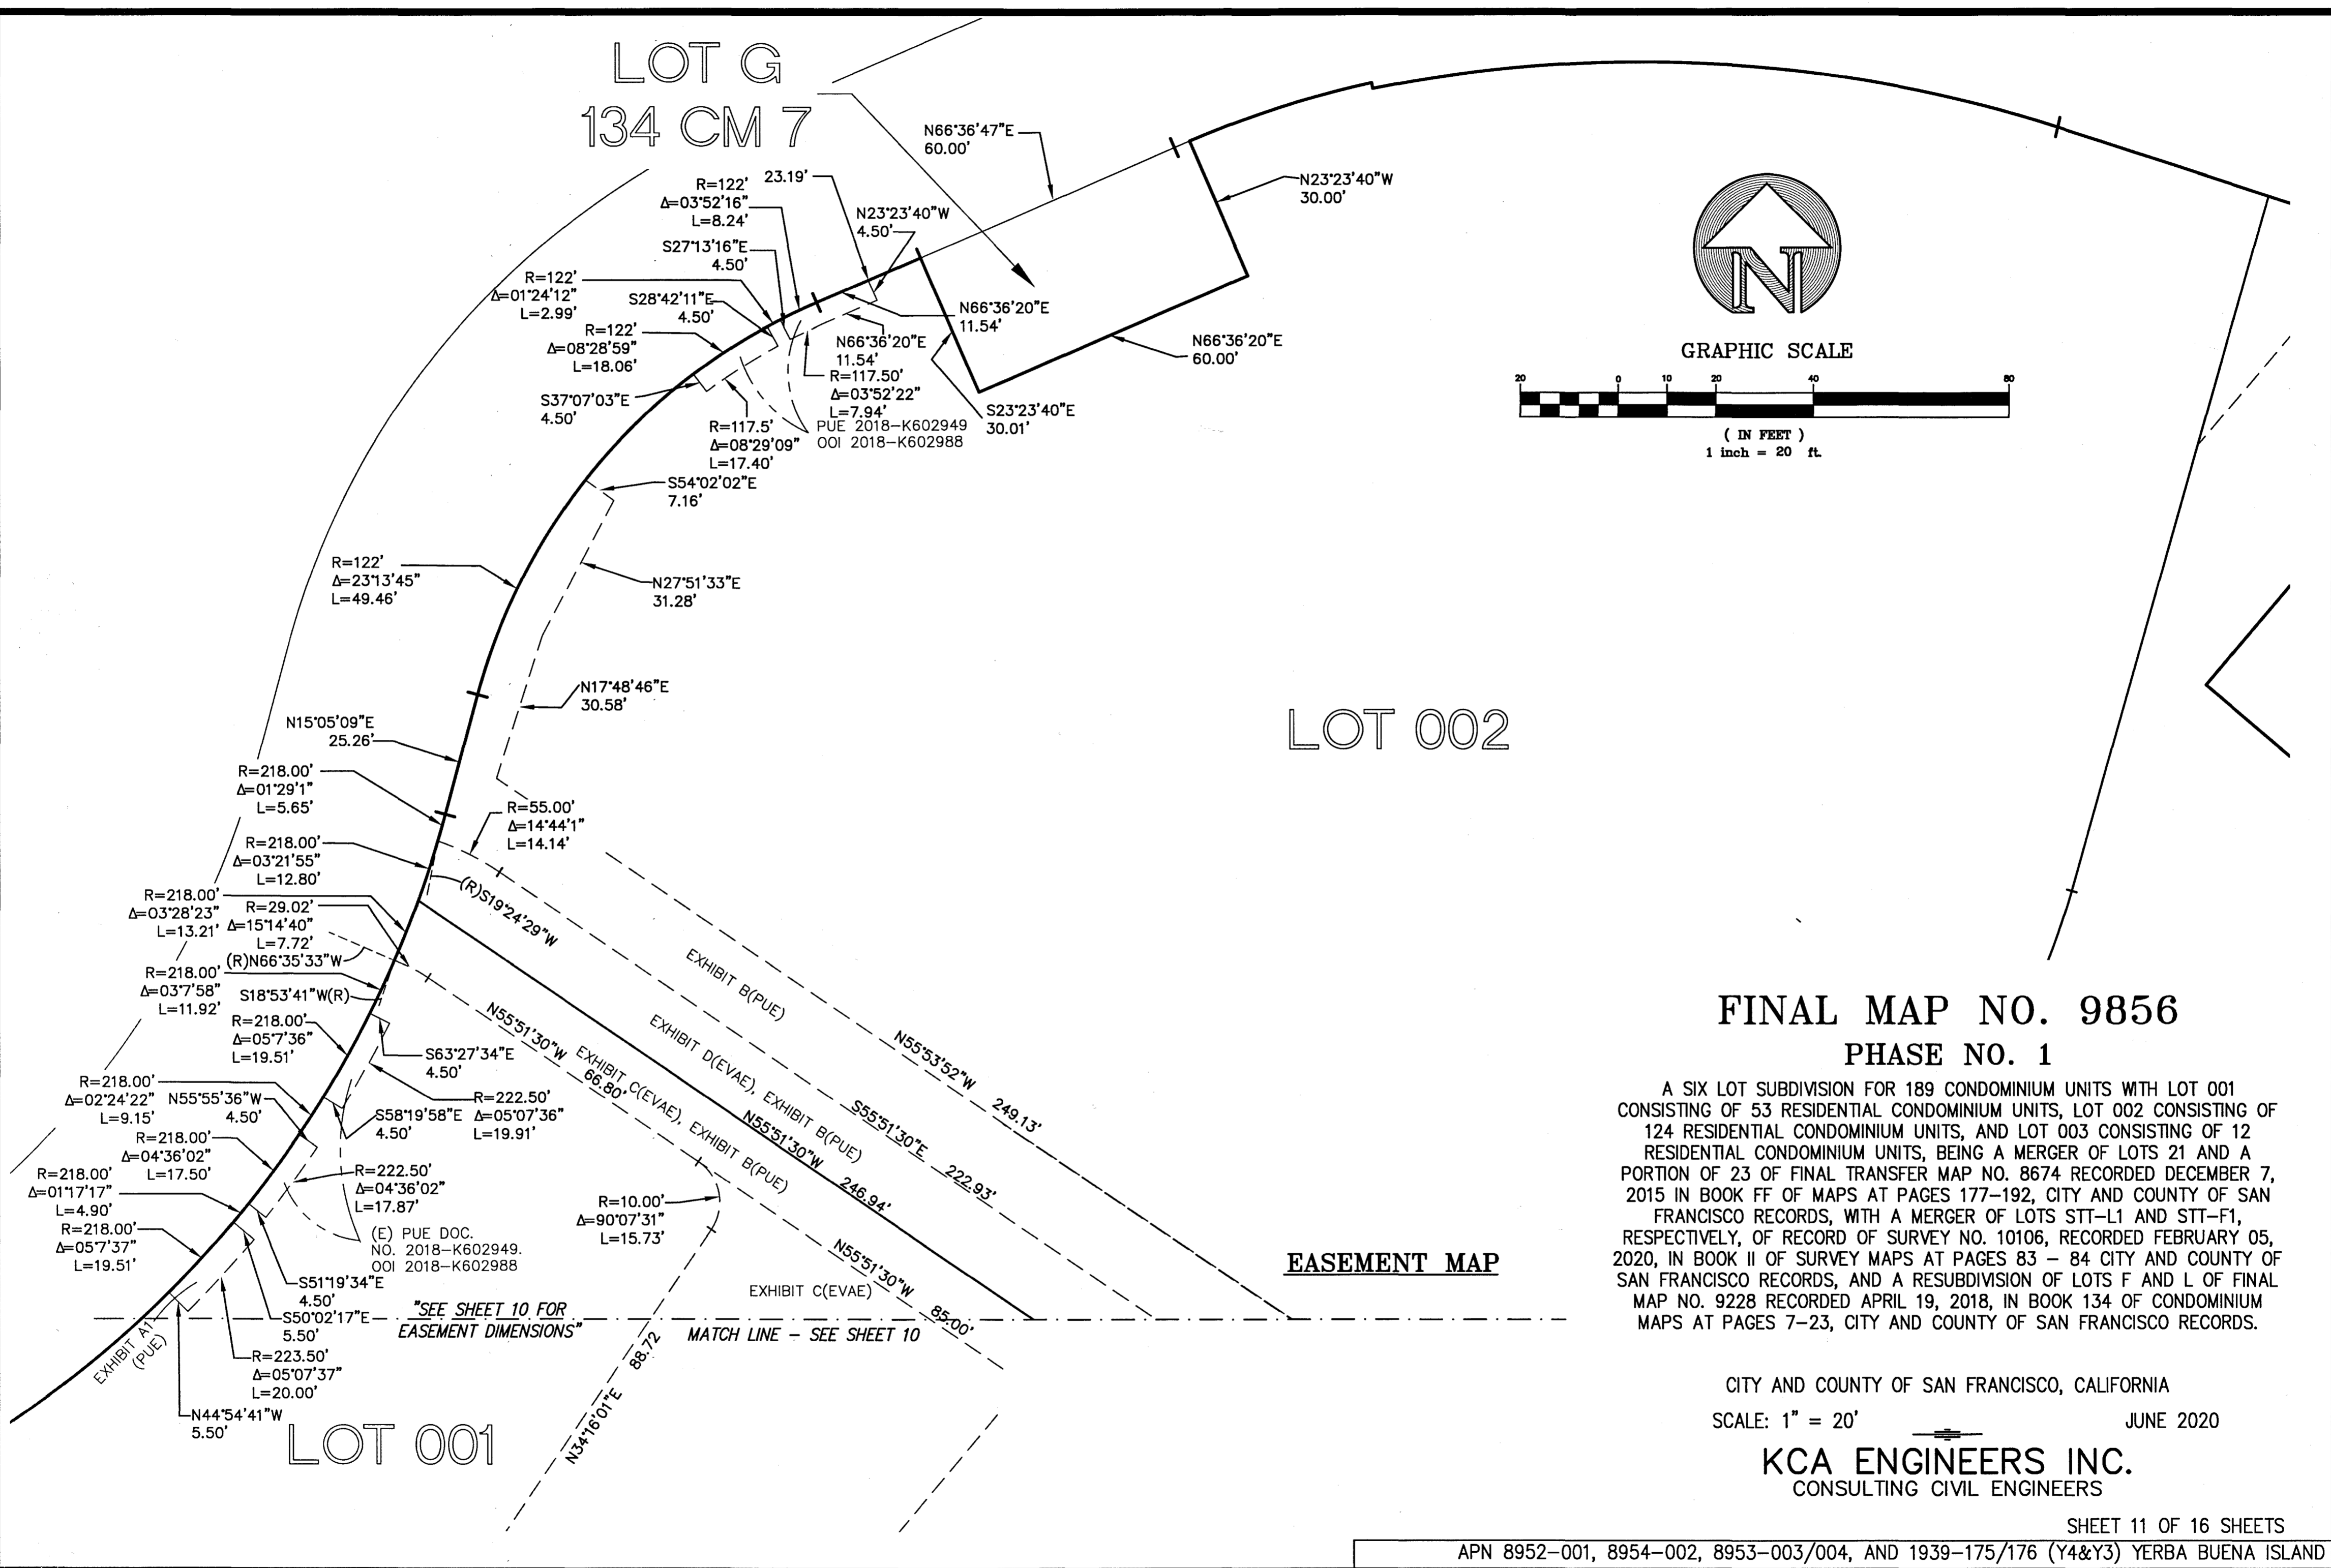 LOT G
134 CM 7
N66°36'47"E
60.00'
R=122'
Δ=03°52'16"
L=8.24'
23.19'
N23°23'40"W
4.50'
N23°23'40"W
30.00'
S27°13'16"E
4.50'
R=122'
Δ=01°24'12"
L=2.99'
S28°42'11"E
4.50'
R=122'
Δ=08°28'59"
L=18.06'
N66°36'20"E
11.54'
N66°36'20"E
11.54'
N66°36'20"E
60.00'
R=117.50'
Δ=03°52'22"
L=7.94'
S37°07'03"E
4.50'
S23°23'40"E
30.01'
R=117.5'
Δ=08°29'09"
L=17.40'
PUE 2018-K602949
OOI 2018-K602988
S54°02'02"E
7.16'
GRAPHIC SCALE
20 0 10 20 40 80
( IN FEET )
1 inch = 20 ft.
R=122'
Δ=23°13'45"
L=49.46'
N27°51'33"E
31.28'
N17°48'46"E
30.58'
LOT 002
N15°05'09"E
25.26'
R=218.00'
Δ=01°29'1"
L=5.65'
R=55.00'
Δ=14°44'1"
L=14.14'
R=218.00'
Δ=03°21'55"
L=12.80'
(R)S19°24'29"W
R=218.00'
Δ=03°28'23"
L=13.21'
R=29.02'
Δ=15°14'40"
L=7.72'
(R)N66°35'33"W
R=218.00'
Δ=03°7'58"
L=11.92'
S18°53'41"W(R)
R=218.00'
Δ=05°7'36"
L=19.51'
S63°27'34"E
4.50'
R=218.00'
Δ=02°24'22"
L=9.15'
N55°55'36"W
4.50'
S58°19'58"E
4.50'
R=222.50'
Δ=05°07'36"
L=19.91'
R=218.00'
Δ=04°36'02"
L=17.50'
R=218.00'
Δ=01°17'17"
L=4.90'
R=222.50'
Δ=04°36'02"
L=17.87'
R=218.00'
Δ=05°7'37"
L=19.51'
(E) PUE DOC.
NO. 2018-K602949.
OOI 2018-K602988
S51°19'34"E
4.50'
S50°02'17"E
5.50'
R=223.50'
Δ=05°07'37"
L=20.00'
N44°54'41"W
5.50'
EXHIBIT A1
(PUE)
EXHIBIT B(PUE)
N55°53'52"W 249.13'
EXHIBIT D(EVAE), EXHIBIT B(PUE)
S55°51'30"E 222.93'
N55°51'30"W 246.94'
N55°51'30"W
66.80'
EXHIBIT C(EVAE), EXHIBIT B(PUE)
R=10.00'
Δ=90°07'31"
L=15.73'
N55°51'30"W 85.00'
EXHIBIT C(EVAE)
"SEE SHEET 10 FOR
EASEMENT DIMENSIONS"
MATCH LINE - SEE SHEET 10
N34°16'01"E 88.72
LOT 001
EASEMENT MAP
FINAL MAP NO. 9856
PHASE NO. 1
A SIX LOT SUBDIVISION FOR 189 CONDOMINIUM UNITS WITH LOT 001
CONSISTING OF 53 RESIDENTIAL CONDOMINIUM UNITS, LOT 002 CONSISTING OF
124 RESIDENTIAL CONDOMINIUM UNITS, AND LOT 003 CONSISTING OF 12
RESIDENTIAL CONDOMINIUM UNITS, BEING A MERGER OF LOTS 21 AND A
PORTION OF 23 OF FINAL TRANSFER MAP NO. 8674 RECORDED DECEMBER 7,
2015 IN BOOK FF OF MAPS AT PAGES 177-192, CITY AND COUNTY OF SAN
FRANCISCO RECORDS, WITH A MERGER OF LOTS STT-L1 AND STT-F1,
RESPECTIVELY, OF RECORD OF SURVEY NO. 10106, RECORDED FEBRUARY 05,
2020, IN BOOK II OF SURVEY MAPS AT PAGES 83 - 84 CITY AND COUNTY OF
SAN FRANCISCO RECORDS, AND A RESUBDIVISION OF LOTS F AND L OF FINAL
MAP NO. 9228 RECORDED APRIL 19, 2018, IN BOOK 134 OF CONDOMINIUM
MAPS AT PAGES 7-23, CITY AND COUNTY OF SAN FRANCISCO RECORDS.
CITY AND COUNTY OF SAN FRANCISCO, CALIFORNIA
SCALE: 1" = 20' JUNE 2020
KCA ENGINEERS INC.
CONSULTING CIVIL ENGINEERS
SHEET 11 OF 16 SHEETS
APN 8952-001, 8954-002, 8953-003/004, AND 1939-175/176 (Y4&Y3) YERBA BUENA ISLAND
N